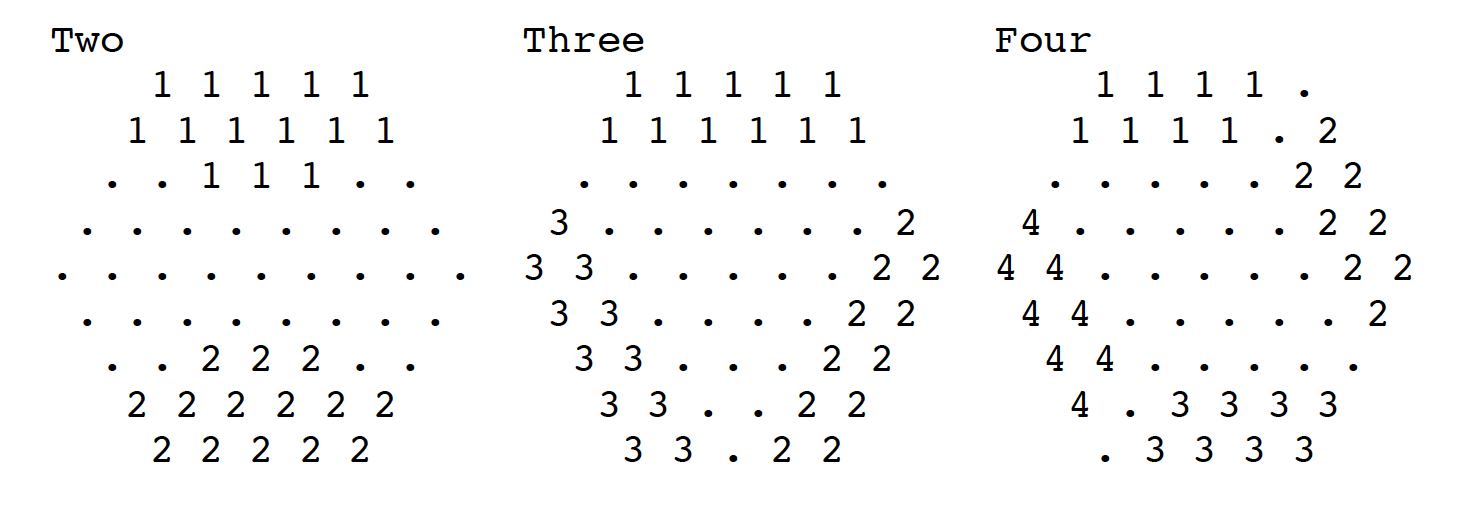 Two Three Four
1 1 1 1 1 1 1 1 1 1 1 1 1 1 .
1 1 1 1 1 1 1 1 1 1 1 1 1 1 1 1 . 2
. . 1 1 1 . . . . . . . . . . . . . . 2 2
. . . . . . . . 3 . . . . . . 2 4 . . . . . 2 2
. . . . . . . . . 3 3 . . . . . 2 2 4 4 . . . . . 2 2
. . . . . . . . 3 3 . . . . 2 2 4 4 . . . . . 2
. . 2 2 2 . . 3 3 . . . 2 2 4 4 . . . . .
2 2 2 2 2 2 3 3 . . 2 2 4 . 3 3 3 3
2 2 2 2 2 3 3 . 2 2 . 3 3 3 3